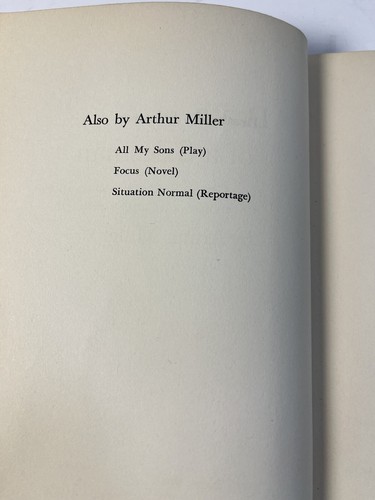 Also by Arthur Miller
All My Sons (Play)
Focus (Novel)
Situation Normal (Reportage)